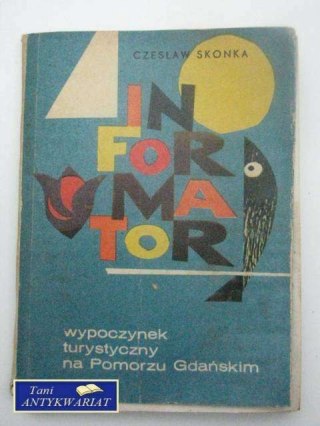 CZESŁAW SKONKA
IN
FOR
MA
TOR
wypoczynek
turystyczny
na Pomorzu Gdańskim
Tani
ANTYKWARIAT